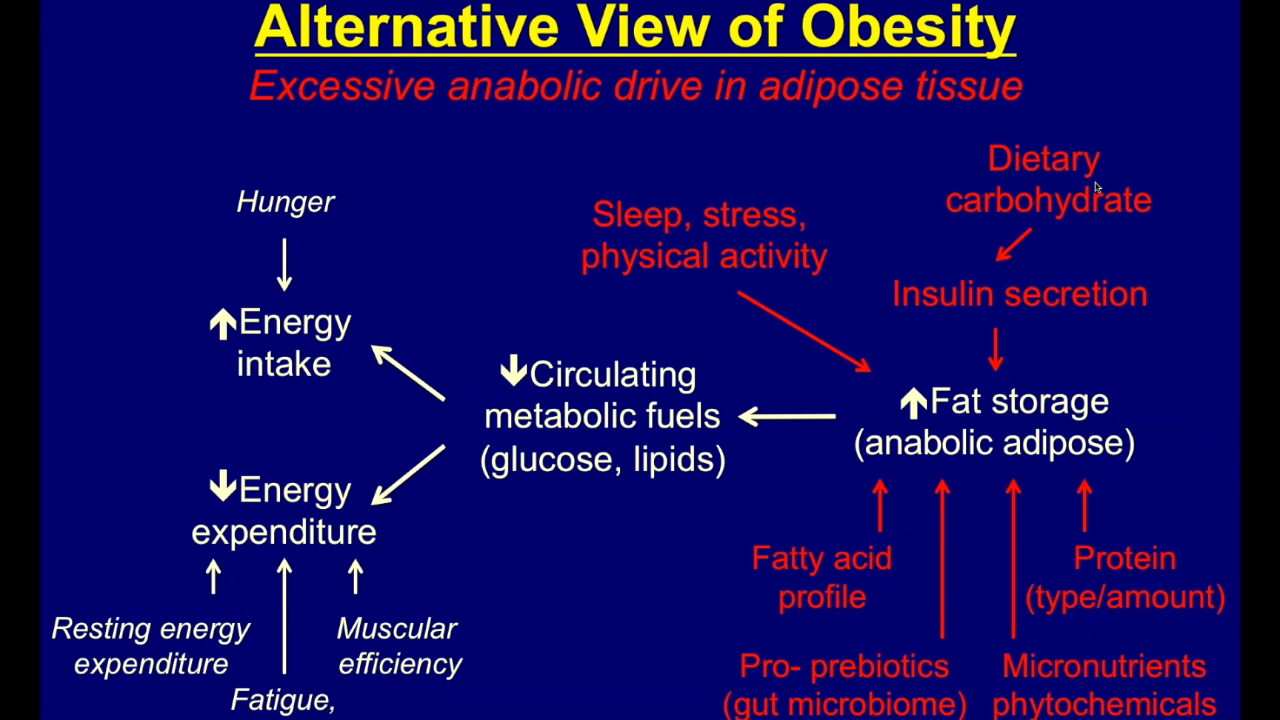 Alternative View of Obesity
Excessive anabolic drive in adipose tissue
Dietary
carbohydrate
Hunger
Sleep, stress,
physical activity
Insulin secretion
↑Energy
intake
↓Circulating
metabolic fuels
(glucose, lipids)
↑Fat storage
(anabolic adipose)
↓Energy
expenditure
Fatty acid
profile
Protein
(type/amount)
Resting energy
expenditure
Muscular
efficiency
Fatigue,
Pro- prebiotics
(gut microbiome)
Micronutrients
phytochemicals